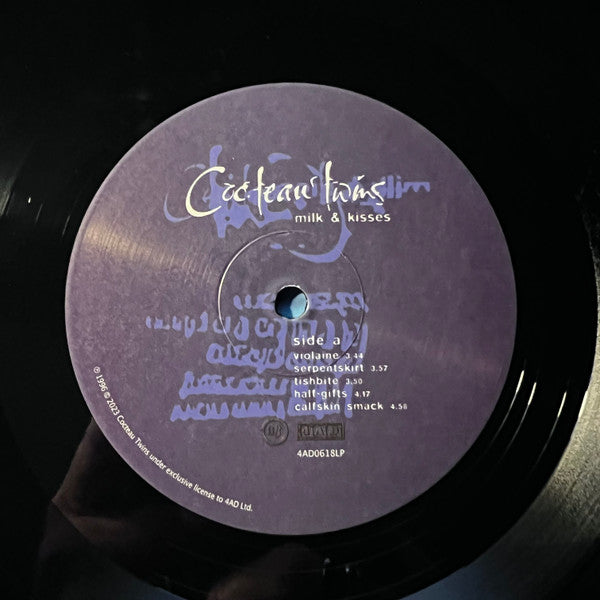 Cocteau twins
milk & kisses
side a
violaine 3.44
serpentskirt 3.57
tishbite 3.50
half-gifts 4.17
calfskin smack 4.58
4AD0618LP
℗ 1996 © 2023 Cocteau Twins under exclusive license to 4AD Ltd.